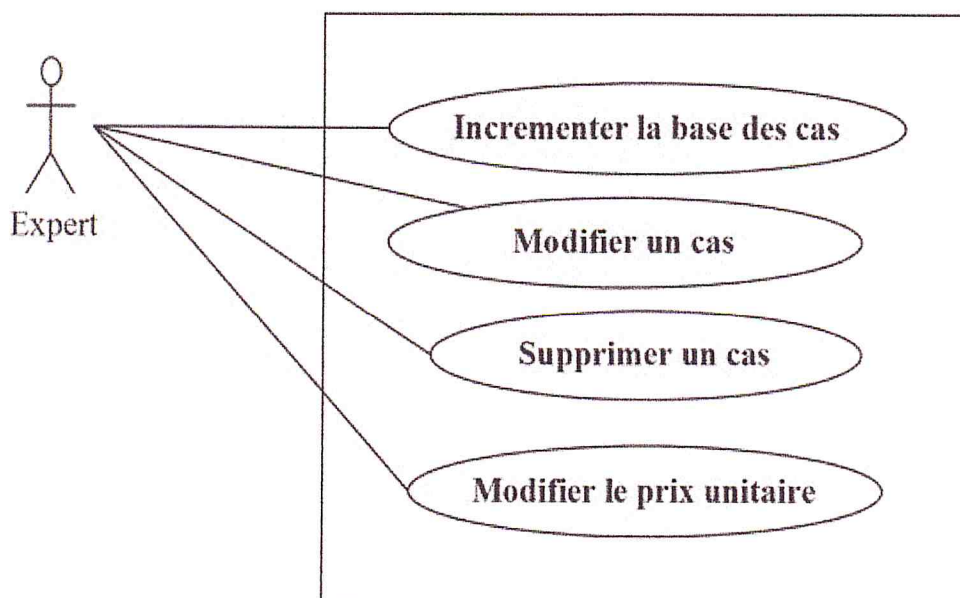 Incrementer la base des cas
Expert
Modifier un cas
Supprimer un cas
Modifier le prix unitaire